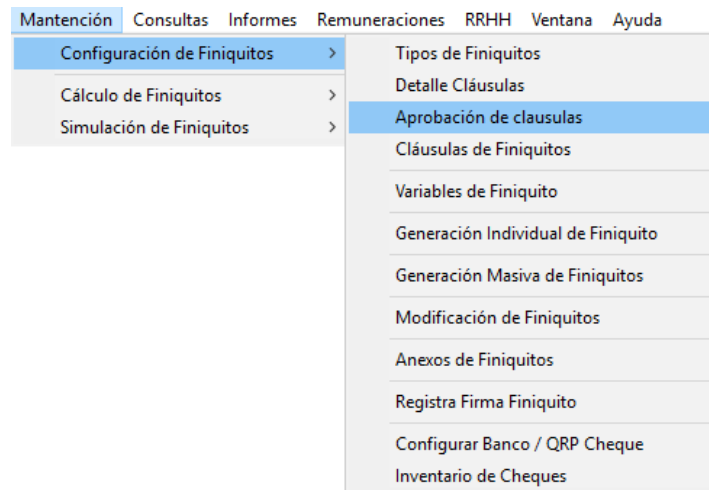 Mantención Consultas Informes Remuneraciones RRHH Ventana Ayuda
Configuración de Finiquitos >
Cálculo de Finiquitos >
Simulación de Finiquitos >
Tipos de Finiquitos
Detalle Cláusulas
Aprobación de clausulas
Cláusulas de Finiquitos
Variables de Finiquito
Generación Individual de Finiquito
Generación Masiva de Finiquitos
Modificación de Finiquitos
Anexos de Finiquitos
Registra Firma Finiquito
Configurar Banco / QRP Cheque
Inventario de Cheques